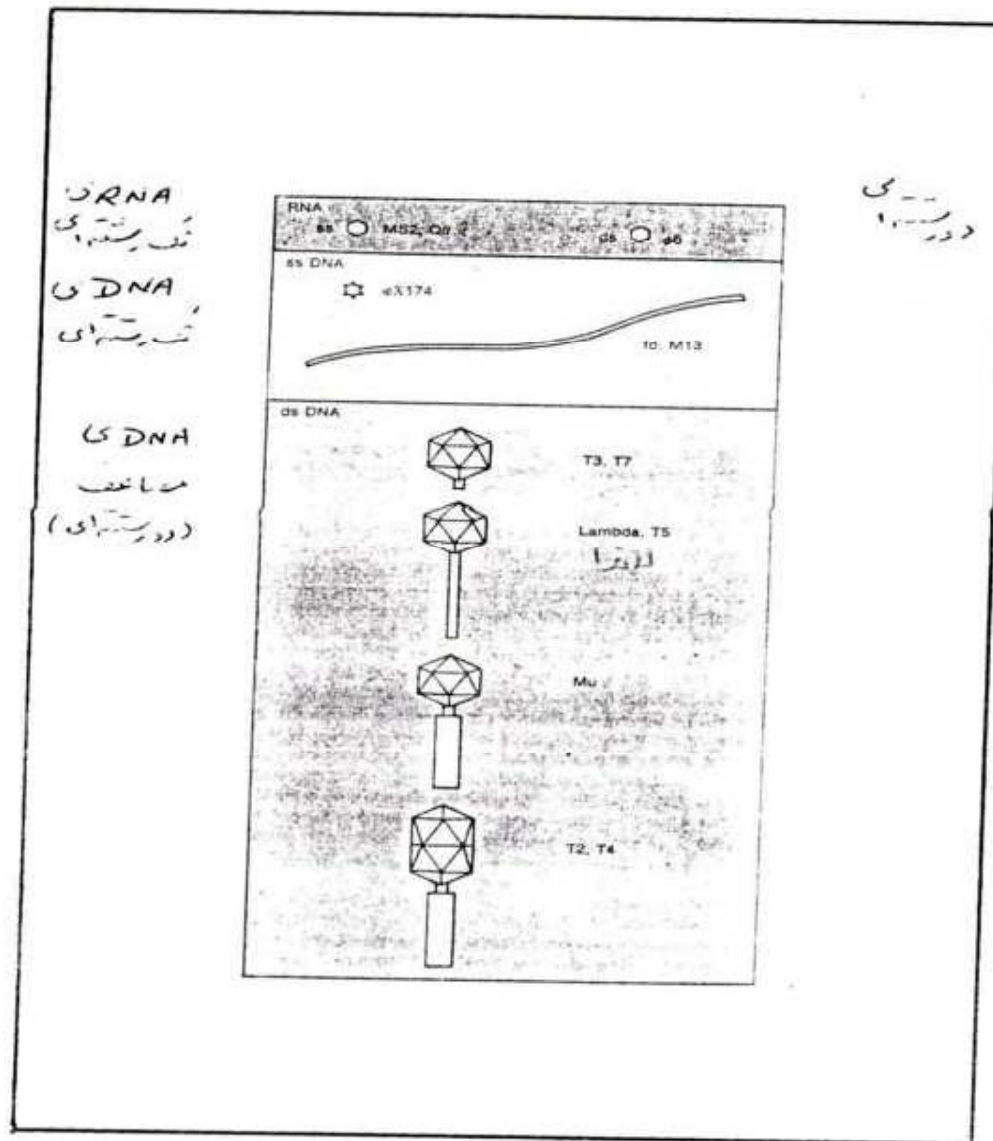 RNA
ss MS2, Qβ
ds φ6
ss DNA
φX174
fd, M13
ds DNA
T3, T7
Lambda, T5
لامبدا
Mu
T2, T4
RNA ی
تک رشته‌ای
DNA ی
تک رشته‌ای
DNA ی
مضاعف
(دو رشته‌ای)
دو رشته‌ای